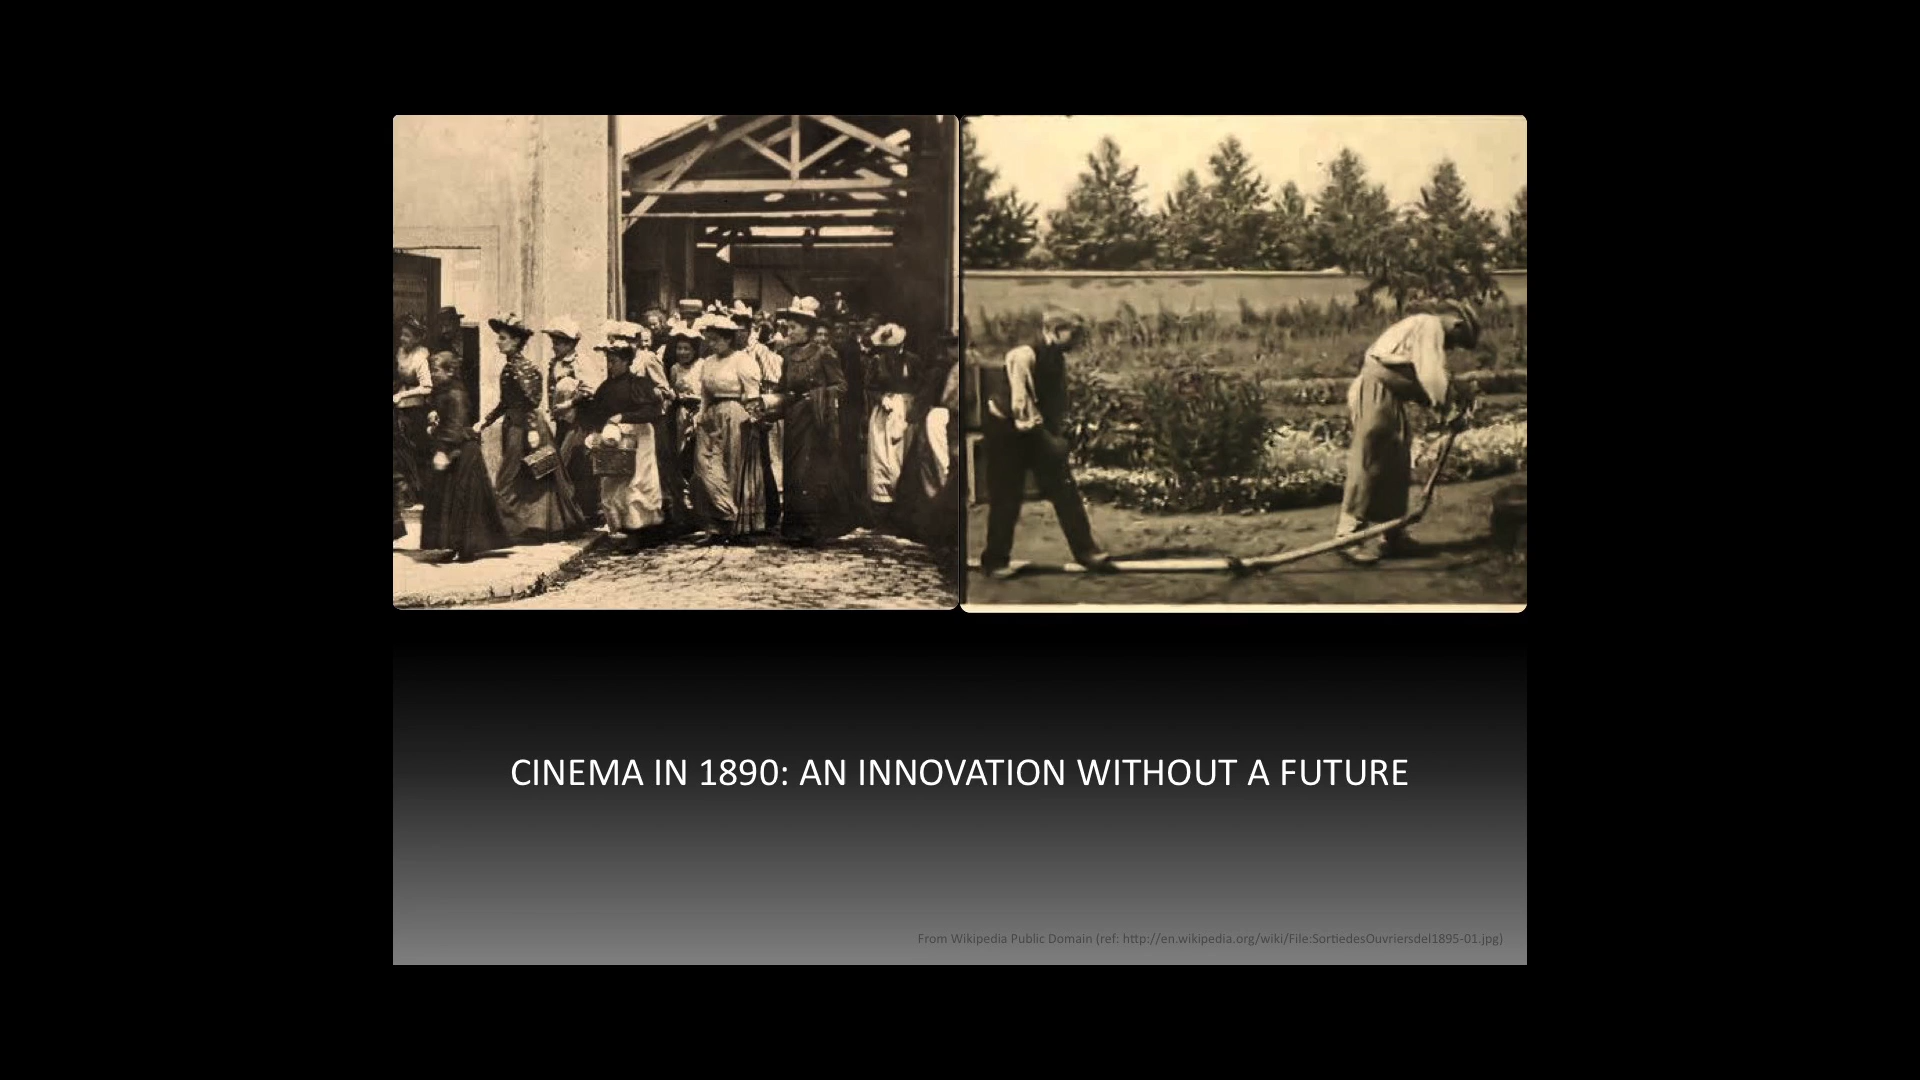 CINEMA IN 1890: AN INNOVATION WITHOUT A FUTURE
From Wikipedia Public Domain (ref: http://en.wikipedia.org/wiki/File:SortiedesOuvriersdel1895-01.jpg)